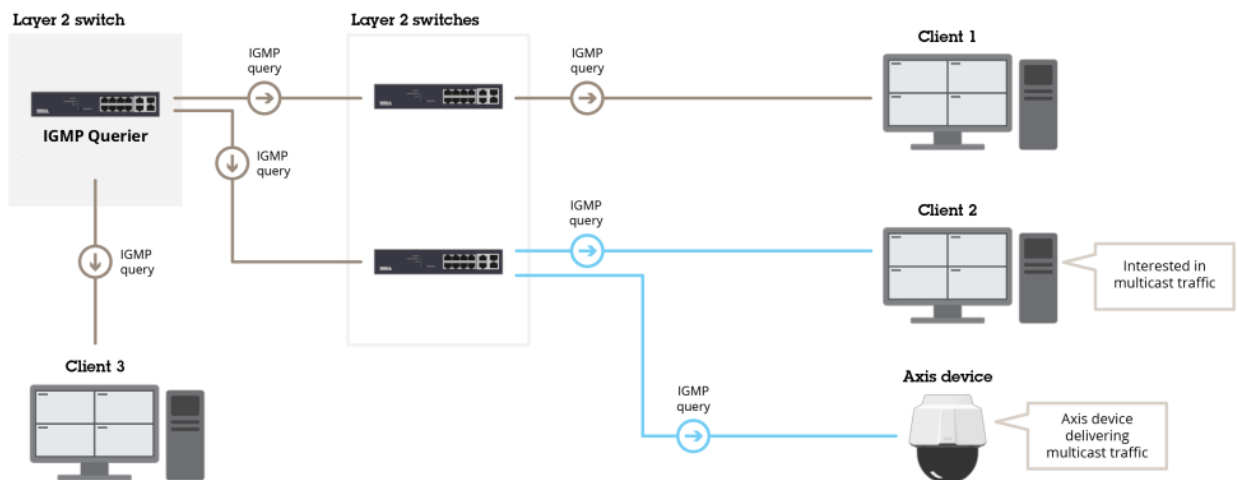 Layer 2 switch
Layer 2 switches
Client 1
IGMP
query
IGMP
query
IGMP Querier
IGMP
query
Client 2
IGMP
query
IGMP
query
Interested in
multicast traffic
Client 3
Axis device
IGMP
query
Axis device
delivering
multicast traffic